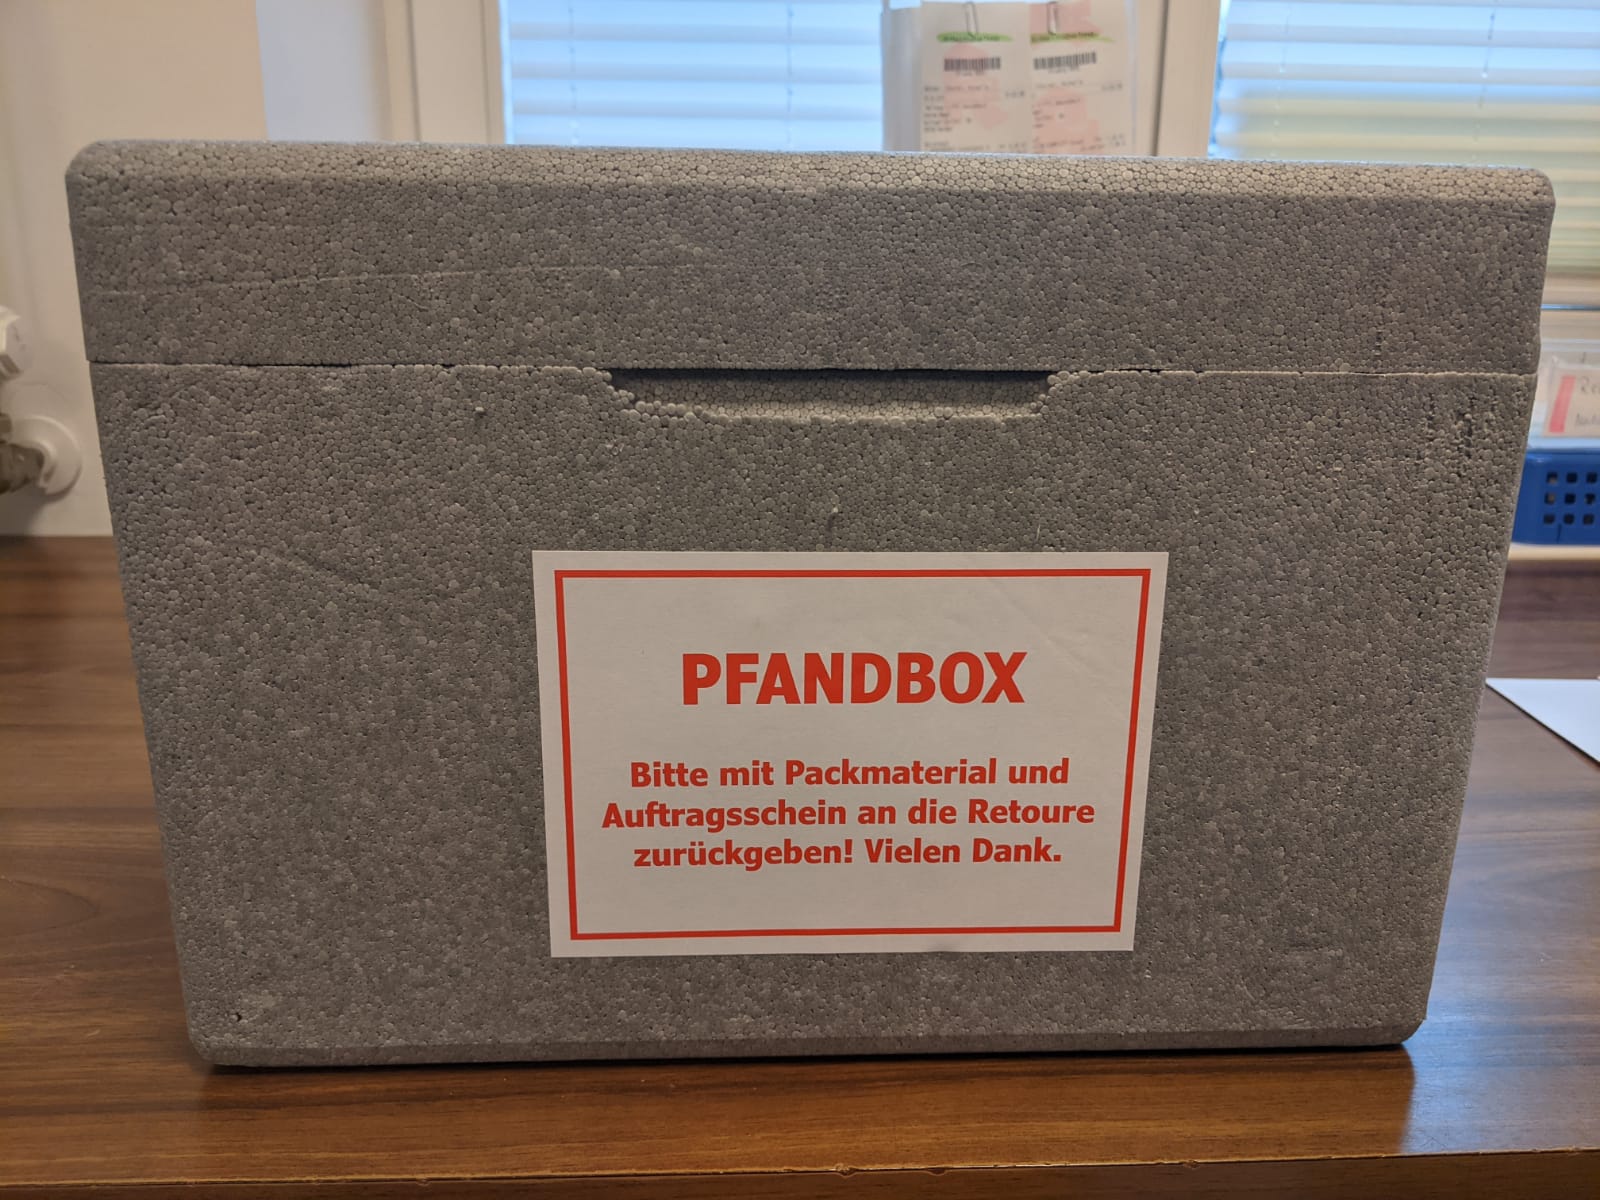 PFANDBOX
Bitte mit Packmaterial und
Auftragsschein an die Retoure
zurückgeben! Vielen Dank.